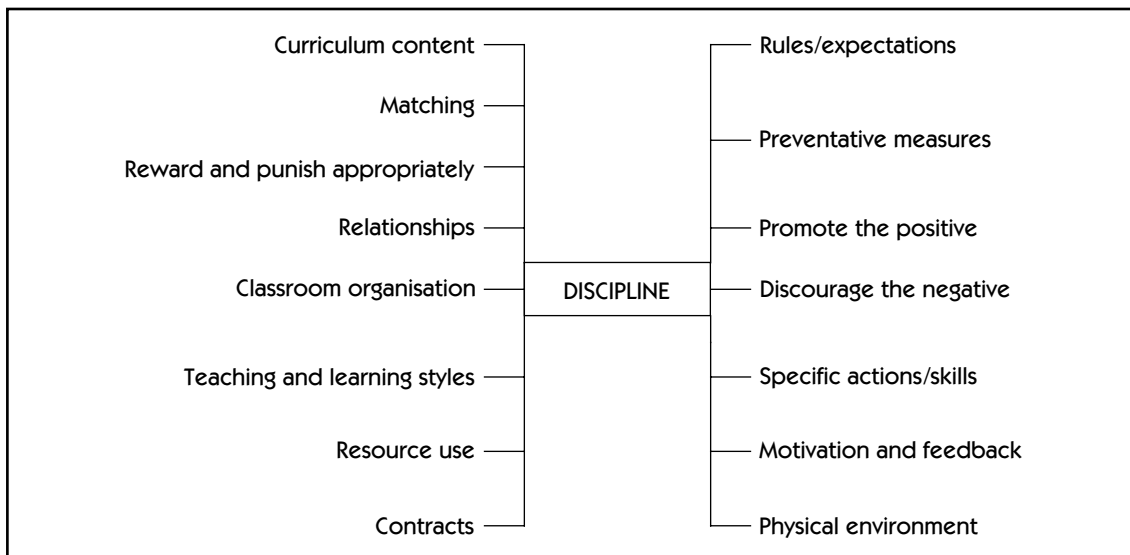 Curriculum content
Matching
Reward and punish appropriately
Relationships
Classroom organisation
Teaching and learning styles
Resource use
Contracts
DISCIPLINE
Rules/expectations
Preventative measures
Promote the positive
Discourage the negative
Specific actions/skills
Motivation and feedback
Physical environment